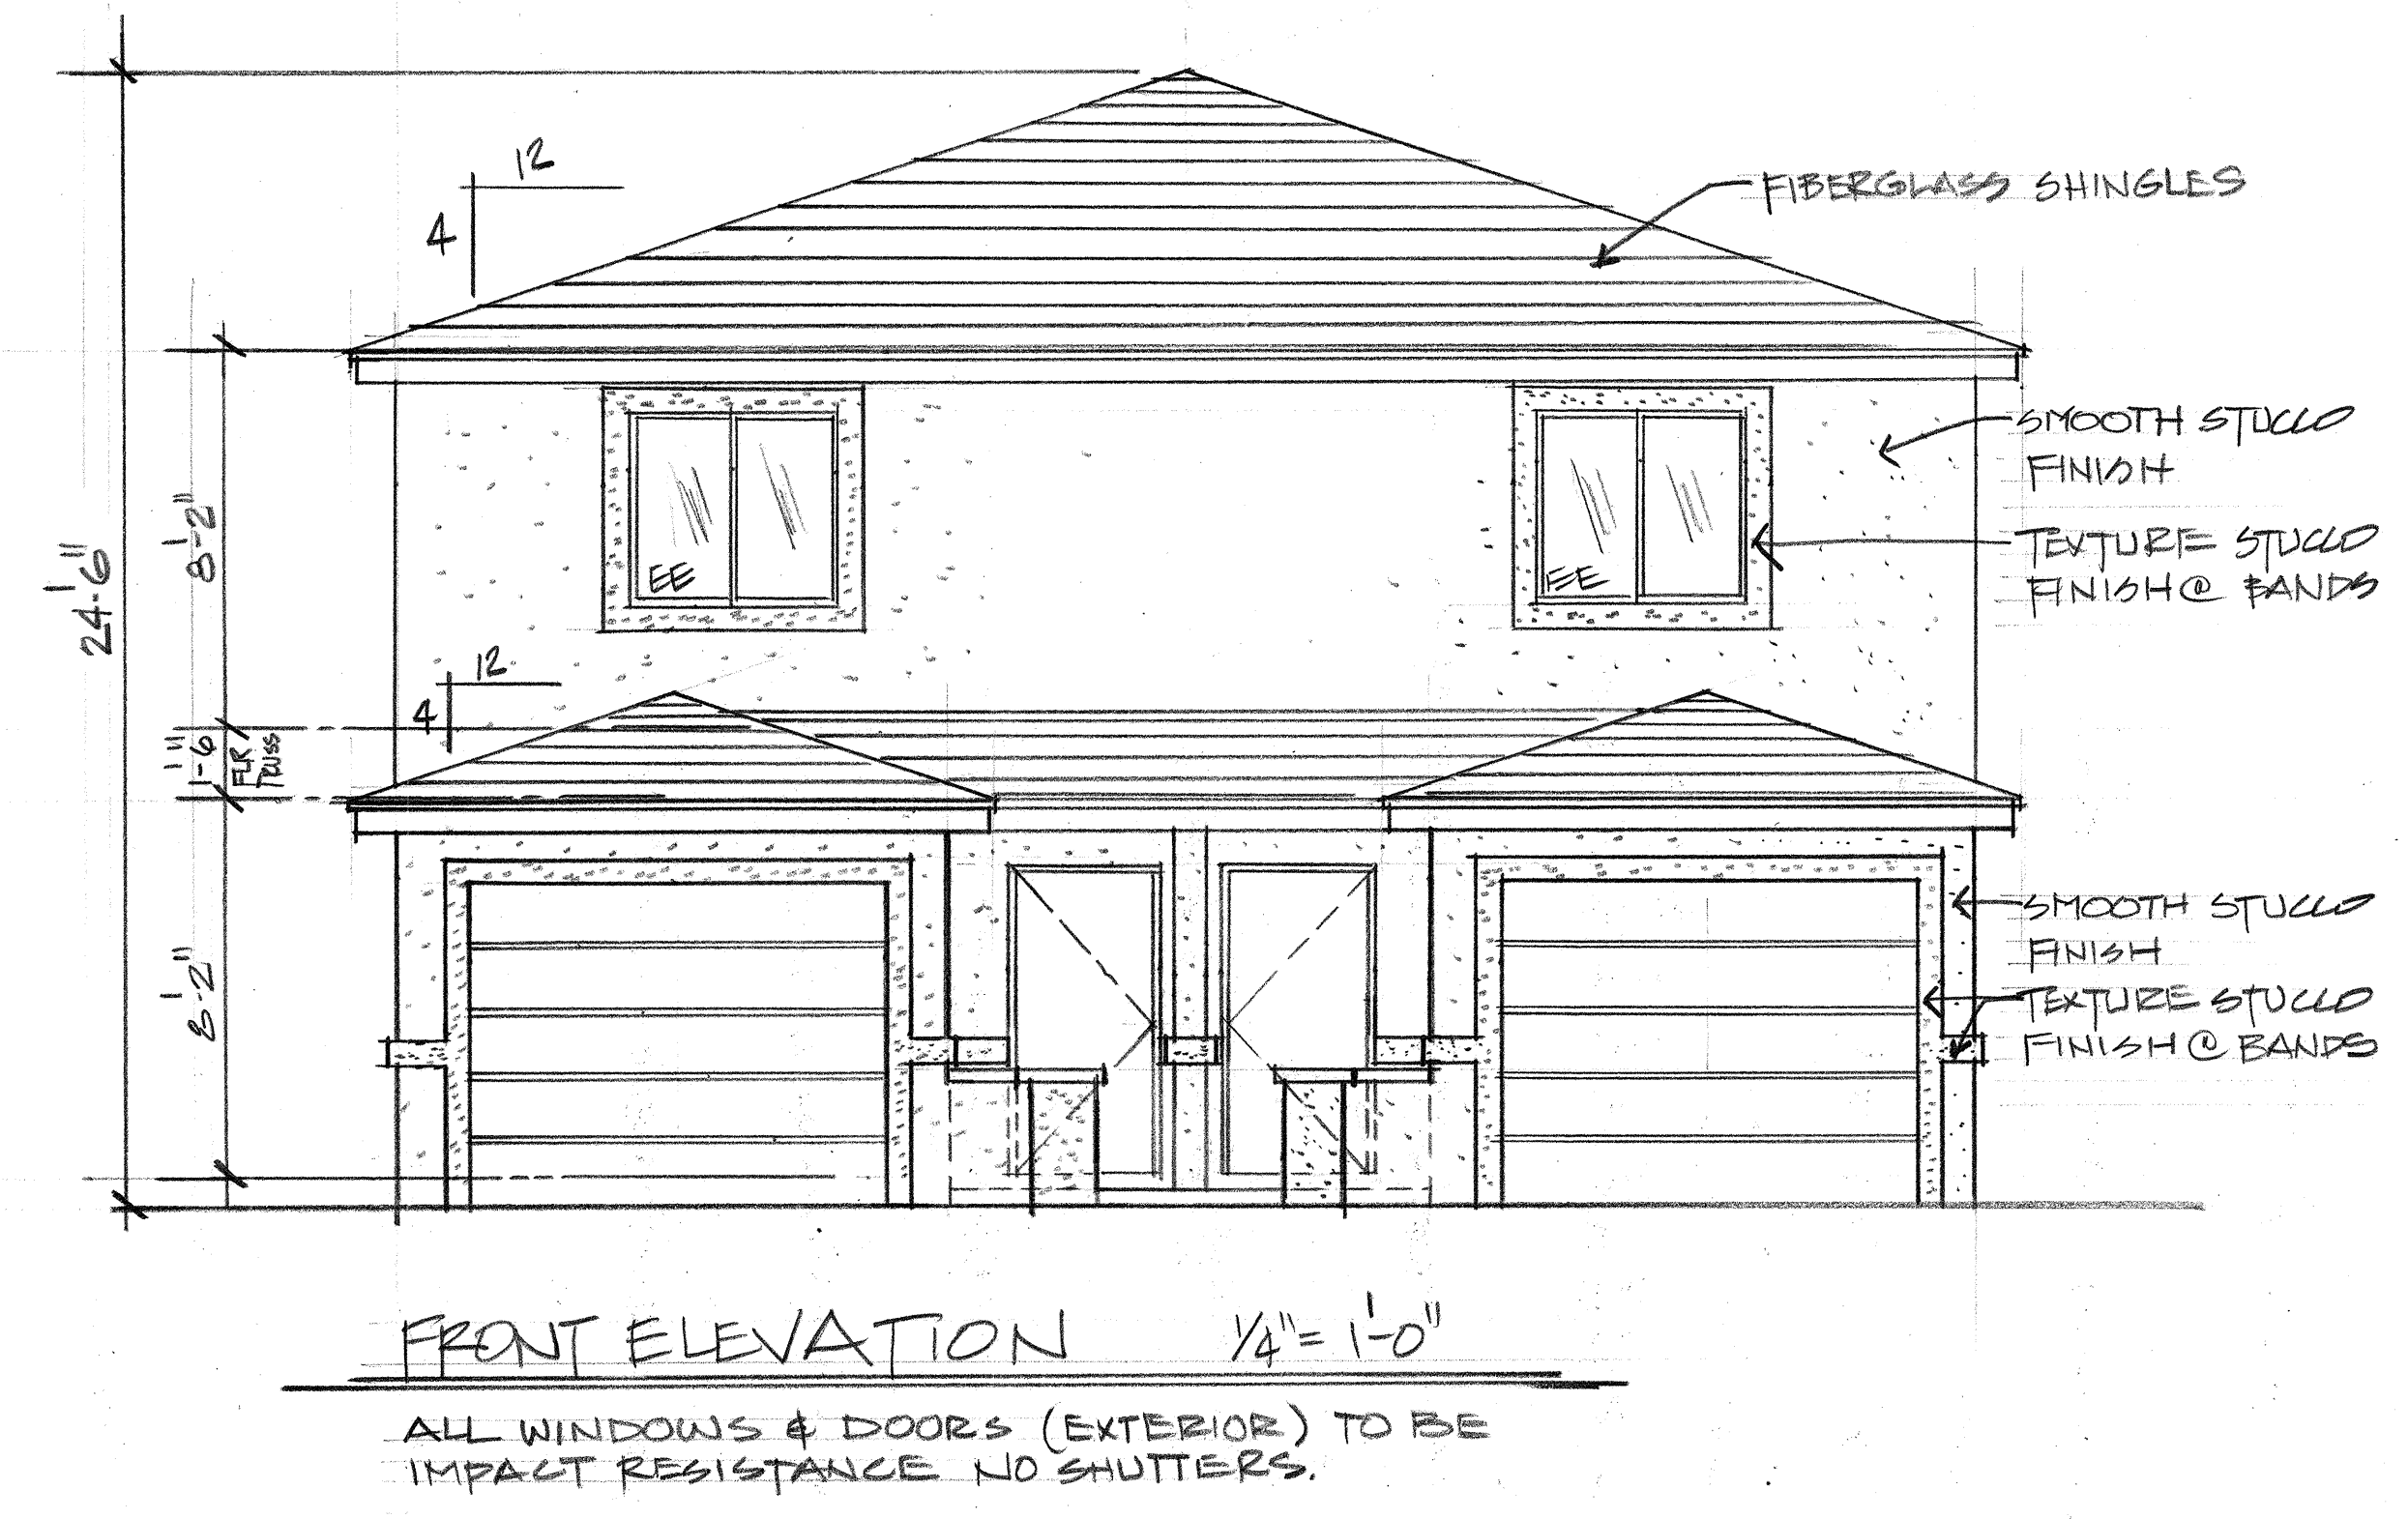 12
4
FIBERGLASS SHINGLES
24'-6"
8'-2"
SMOOTH STUCCO
FINISH
TEXTURE STUCCO
FINISH @ BANDS
EE
EE
12
4
1'-6"
FLR
TRUSS
8'-2"
SMOOTH STUCCO
FINISH
TEXTURE STUCCO
FINISH @ BANDS
FRONT ELEVATION 1/4" = 1'-0"
ALL WINDOWS & DOORS (EXTERIOR) TO BE
IMPACT RESISTANCE NO SHUTTERS.